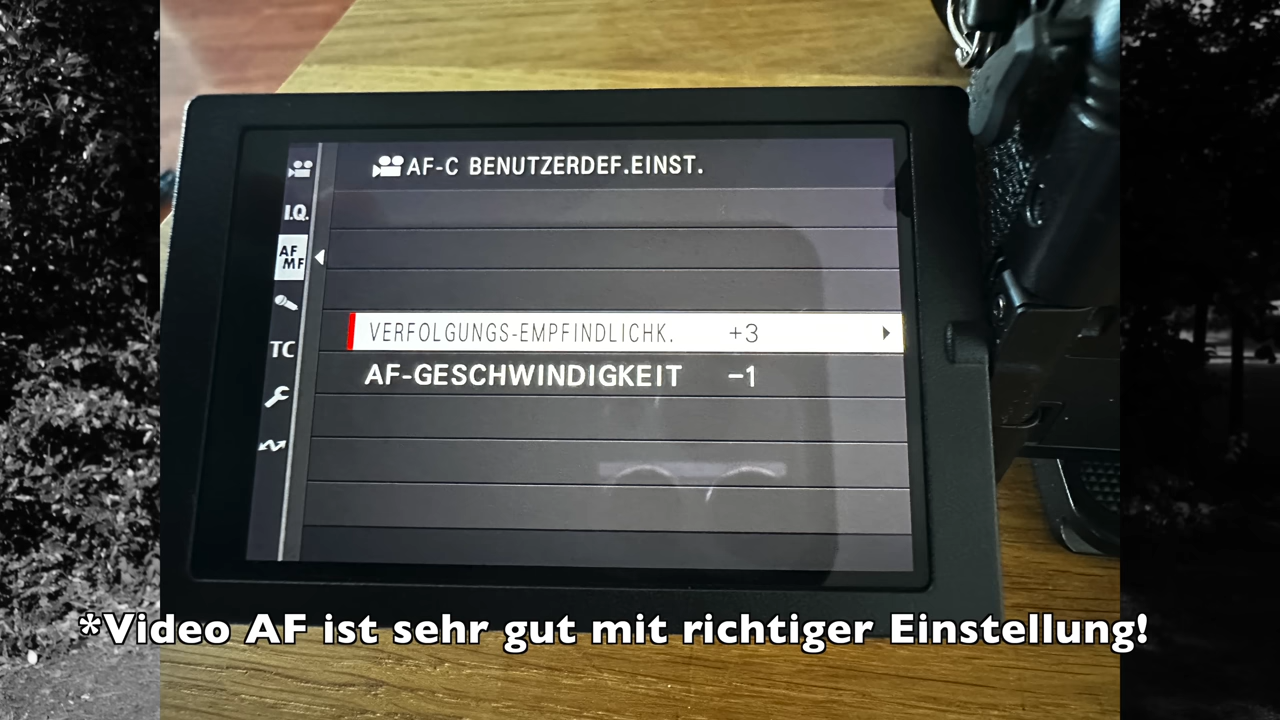 AF-C BENUTZERDEF.EINST.
I.Q.
AF
MF
VERFOLGUNGS-EMPFINDLICHK. +3
TC
AF-GESCHWINDIGKEIT -1
*Video AF ist sehr gut mit richtiger Einstellung!